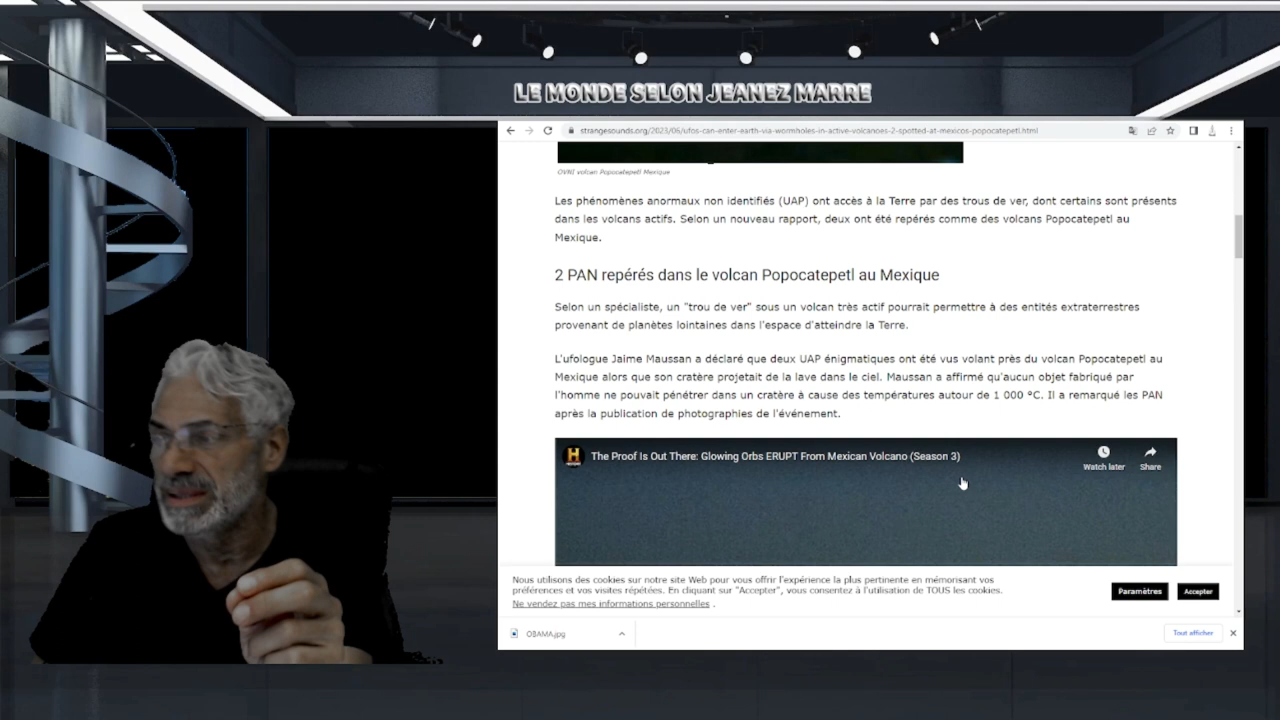 LE MONDE SELON JEANEZ MARRE
strangesounds.org/2023/06/ufos-can-enter-earth-via-wormholes-in-active-volcanoes-2-spotted-at-mexicos-popocatepetl.html
OVNI volcan Popocatepetl Mexique
Les phénomènes anormaux non identifiés (UAP) ont accès à la Terre par des trous de ver, dont certains sont présents
dans les volcans actifs. Selon un nouveau rapport, deux ont été repérés comme des volcans Popocatepetl au
Mexique.
2 PAN repérés dans le volcan Popocatepetl au Mexique
Selon un spécialiste, un "trou de ver" sous un volcan très actif pourrait permettre à des entités extraterrestres
provenant de planètes lointaines dans l'espace d'atteindre la Terre.
L'ufologue Jaime Maussan a déclaré que deux UAP énigmatiques ont été vus volant près du volcan Popocatepetl au
Mexique alors que son cratère projetait de la lave dans le ciel. Maussan a affirmé qu'aucun objet fabriqué par
l'homme ne pouvait pénétrer dans un cratère à cause des températures autour de 1 000 °C. Il a remarqué les PAN
après la publication de photographies de l'événement.
H The Proof Is Out There: Glowing Orbs ERUPT From Mexican Volcano (Season 3)
Watch later Share
Nous utilisons des cookies sur notre site Web pour vous offrir l'expérience la plus pertinente en mémorisant vos
préférences et vos visites répétées. En cliquant sur "Accepter", vous consentez à l'utilisation de TOUS les cookies.
Ne vendez pas mes informations personnelles .
Paramètres Accepter
OBAMA.jpg Tout afficher